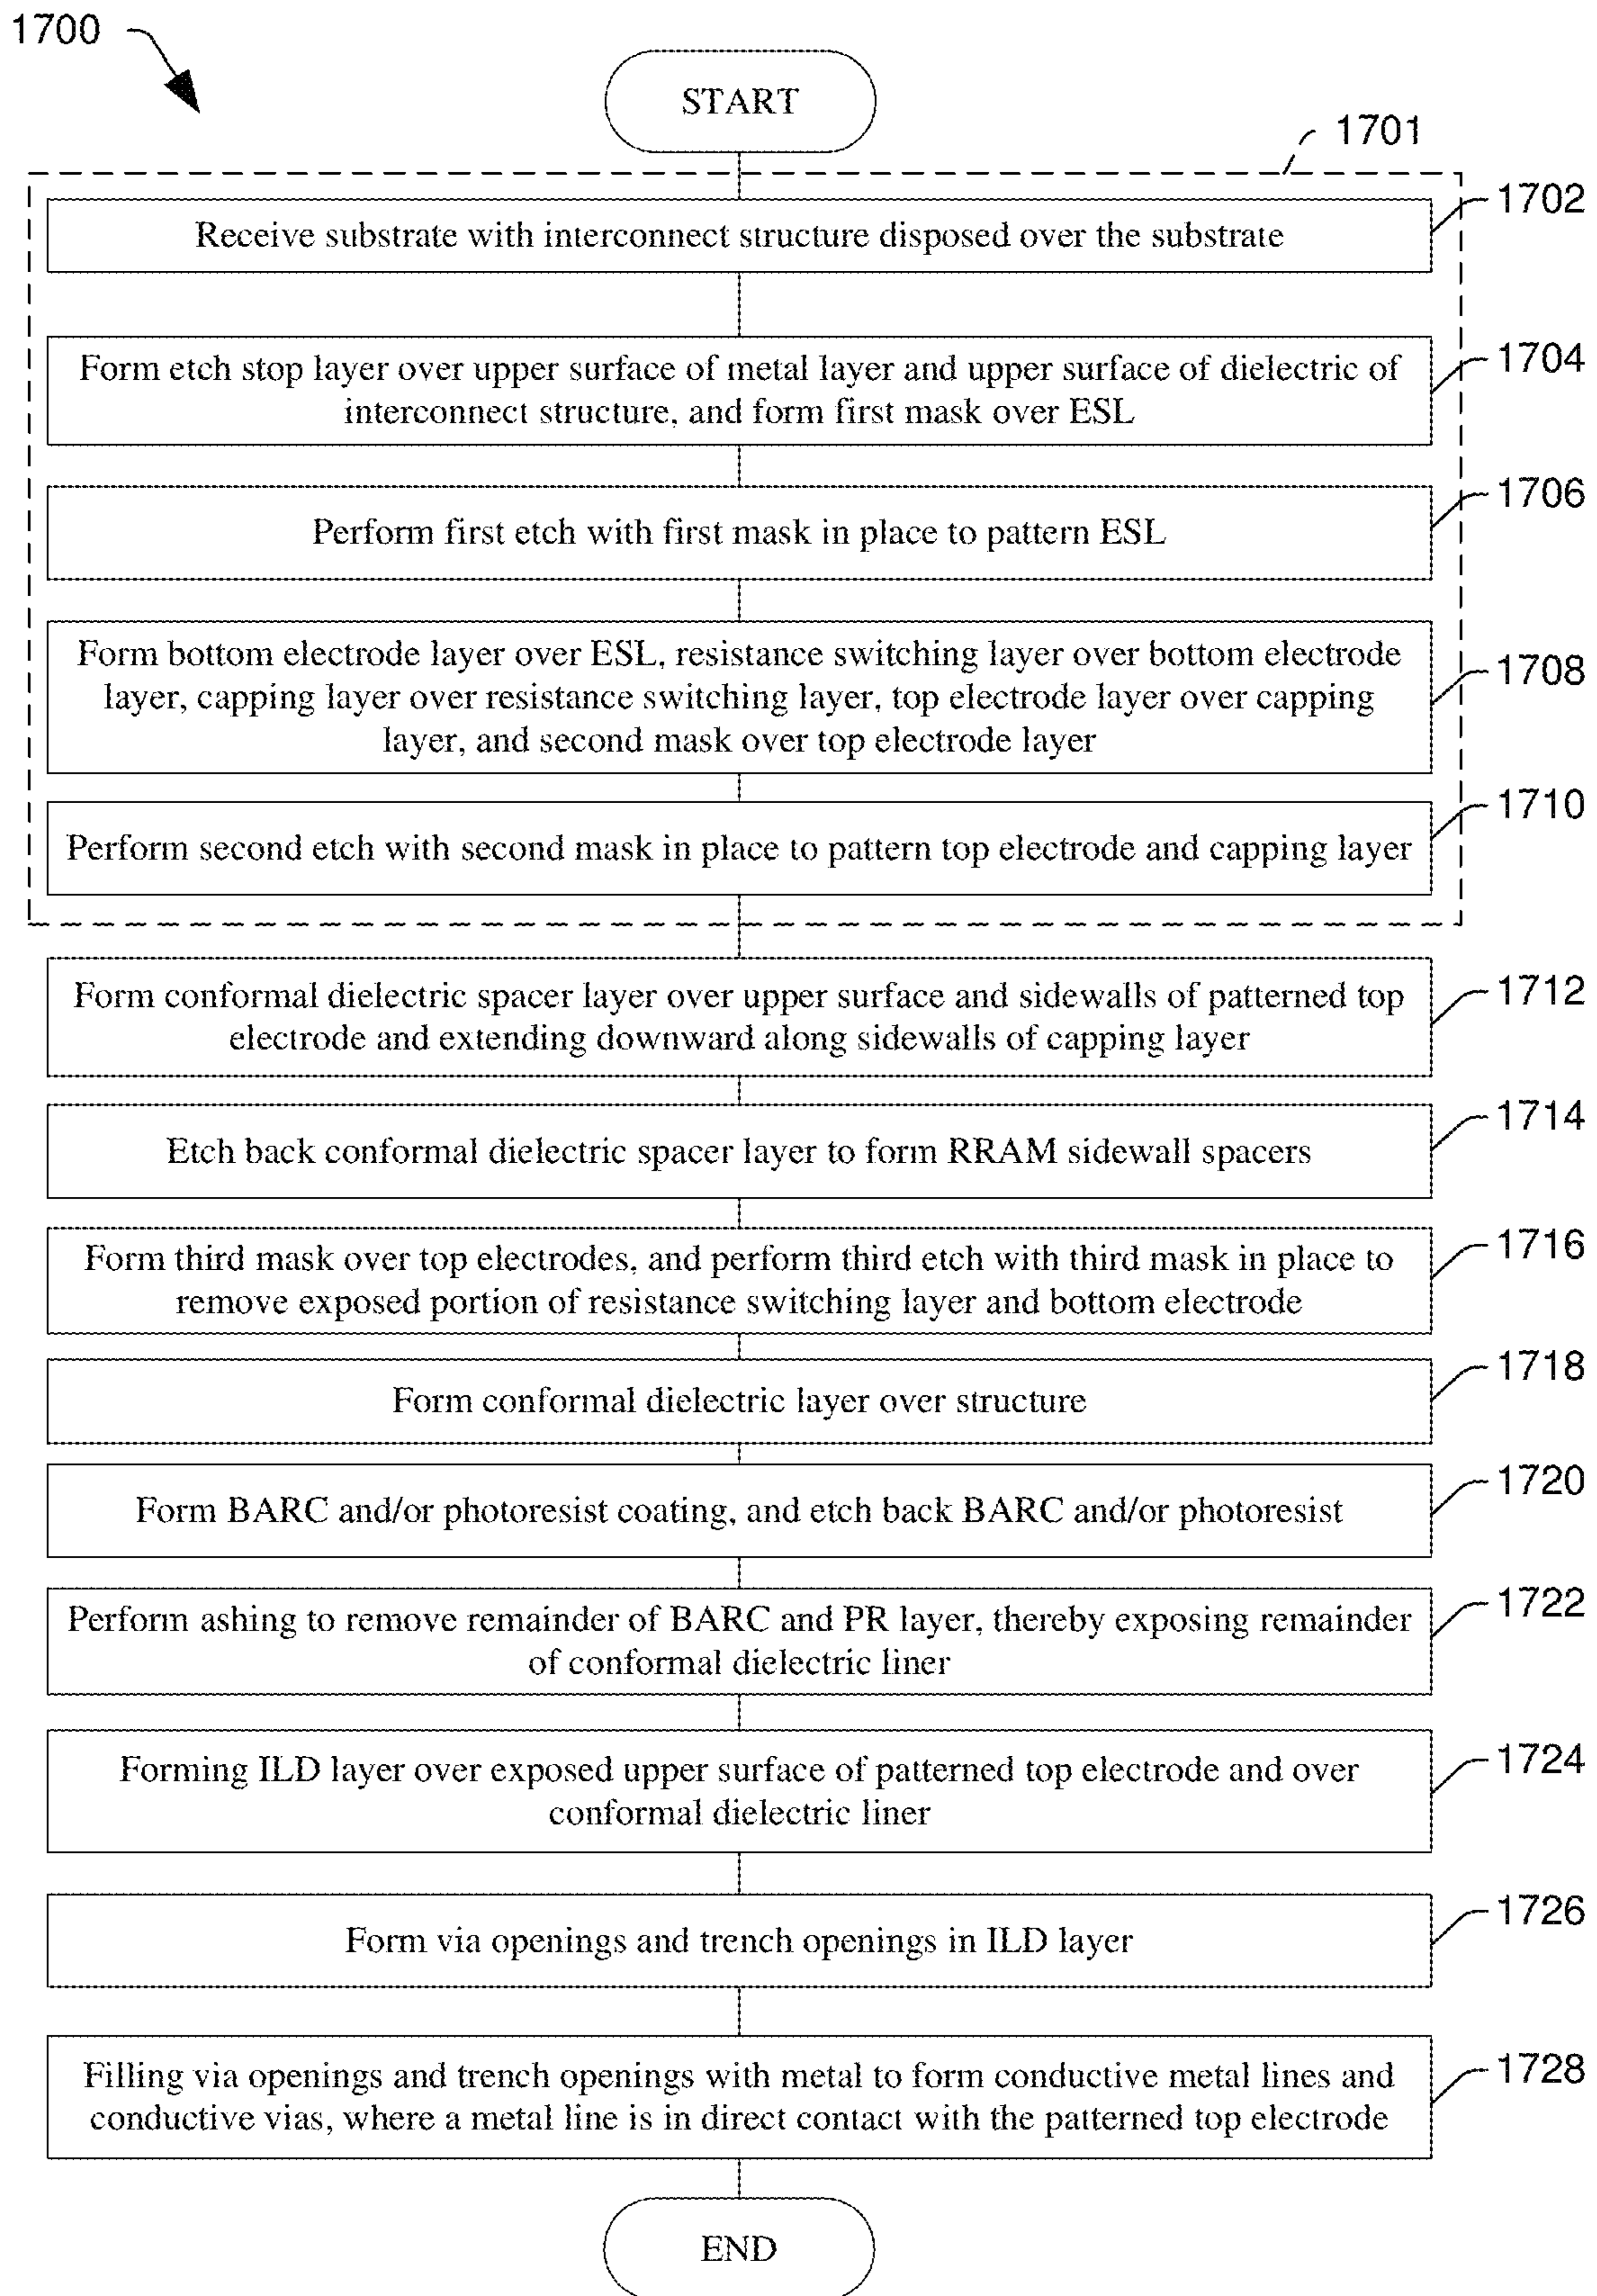 1700
START
1701
Receive substrate with interconnect structure disposed over the substrate
1702
Form etch stop layer over upper surface of metal layer and upper surface of dielectric of
interconnect structure, and form first mask over ESL
1704
Perform first etch with first mask in place to pattern ESL
1706
Form bottom electrode layer over ESL, resistance switching layer over bottom electrode
layer, capping layer over resistance switching layer, top electrode layer over capping
layer, and second mask over top electrode layer
1708
Perform second etch with second mask in place to pattern top electrode and capping layer
1710
Form conformal dielectric spacer layer over upper surface and sidewalls of patterned top
electrode and extending downward along sidewalls of capping layer
1712
Etch back conformal dielectric spacer layer to form RRAM sidewall spacers
1714
Form third mask over top electrodes, and perform third etch with third mask in place to
remove exposed portion of resistance switching layer and bottom electrode
1716
Form conformal dielectric layer over structure
1718
Form BARC and/or photoresist coating, and etch back BARC and/or photoresist
1720
Perform ashing to remove remainder of BARC and PR layer, thereby exposing remainder
of conformal dielectric liner
1722
Forming ILD layer over exposed upper surface of patterned top electrode and over
conformal dielectric liner
1724
Form via openings and trench openings in ILD layer
1726
Filling via openings and trench openings with metal to form conductive metal lines and
conductive vias, where a metal line is in direct contact with the patterned top electrode
1728
END